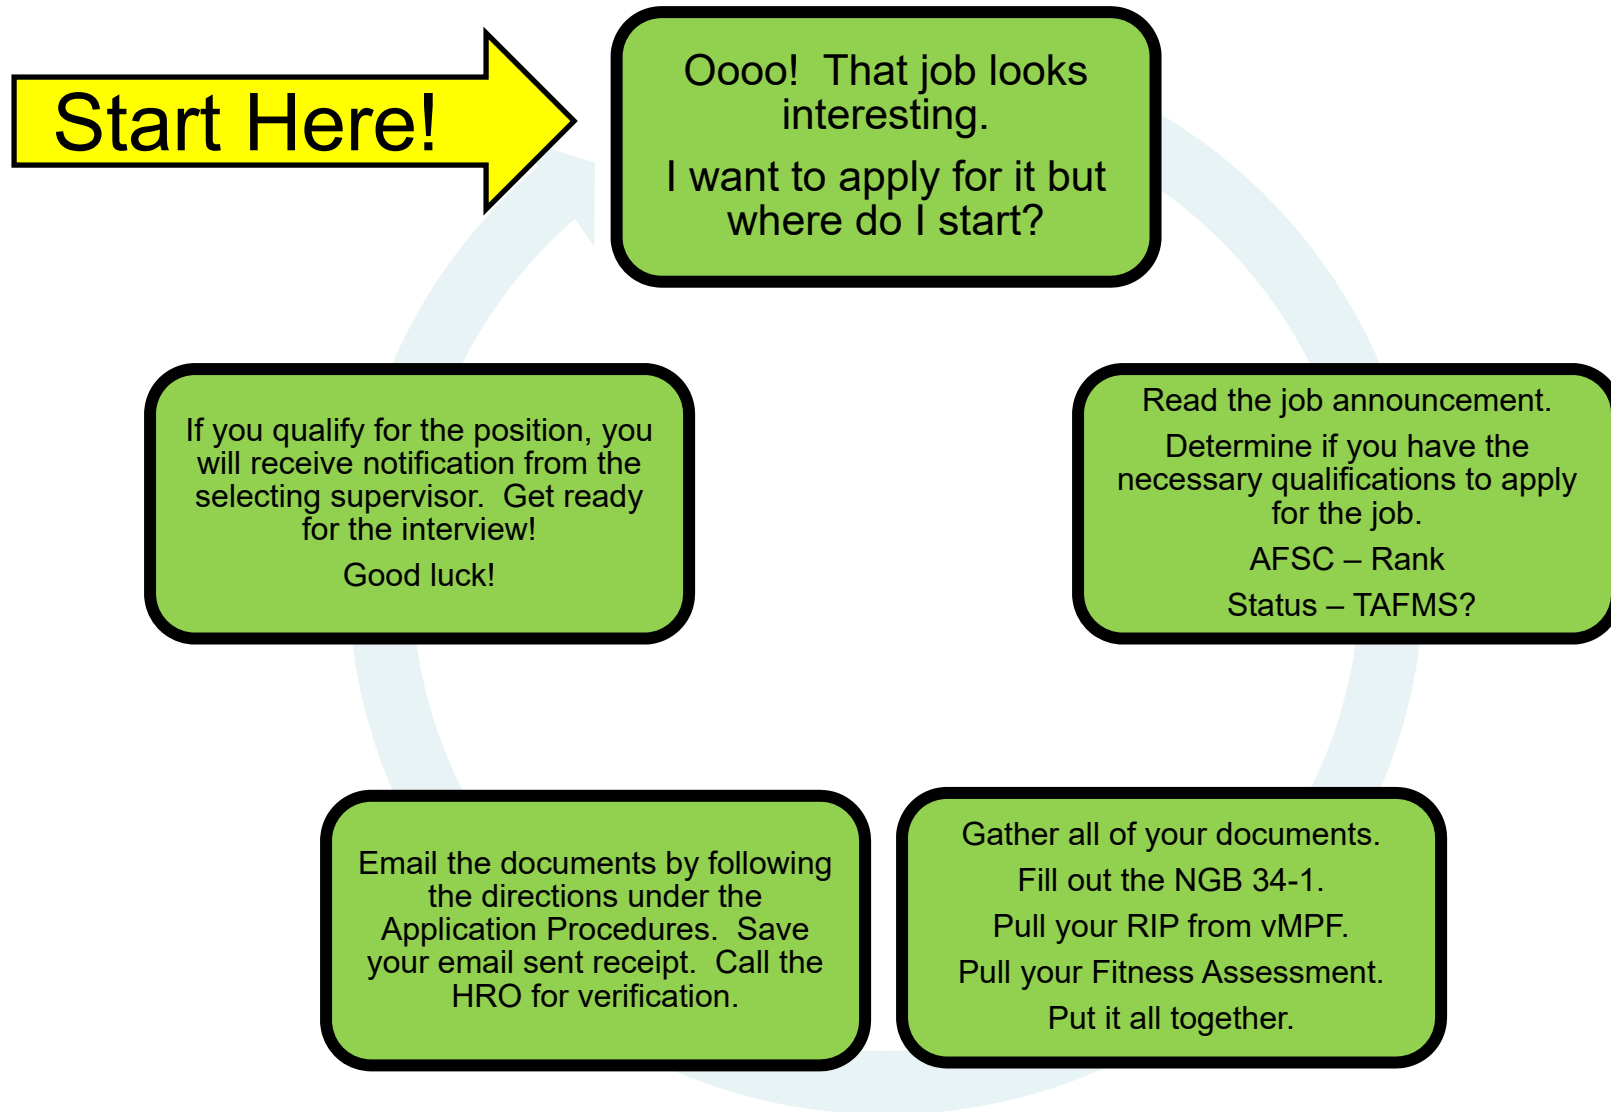 Start Here!
Oooo!  That job looks
interesting.
I want to apply for it but
where do I start?
Read the job announcement.
Determine if you have the
necessary qualifications to apply
for the job.
AFSC – Rank
Status – TAFMS?
Gather all of your documents.
Fill out the NGB 34-1.
Pull your RIP from vMPF.
Pull your Fitness Assessment.
Put it all together.
Email the documents by following
the directions under the
Application Procedures.  Save
your email sent receipt.  Call the
HRO for verification.
If you qualify for the position, you
will receive notification from the
selecting supervisor.  Get ready
for the interview!
Good luck!